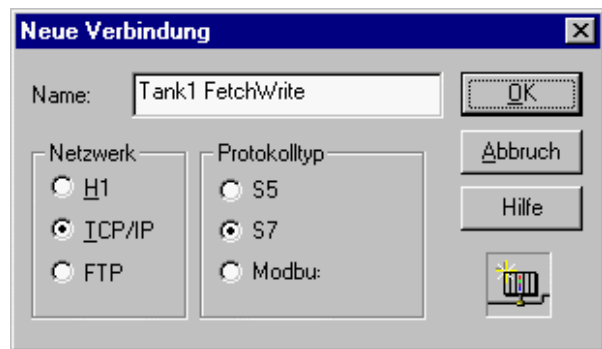 Neue Verbindung
Name: Tank1 FetchWrite
OK
Netzwerk
Protokolltyp
Abbruch
H1
S5
TCP/IP
S7
Hilfe
FTP
Modbu: